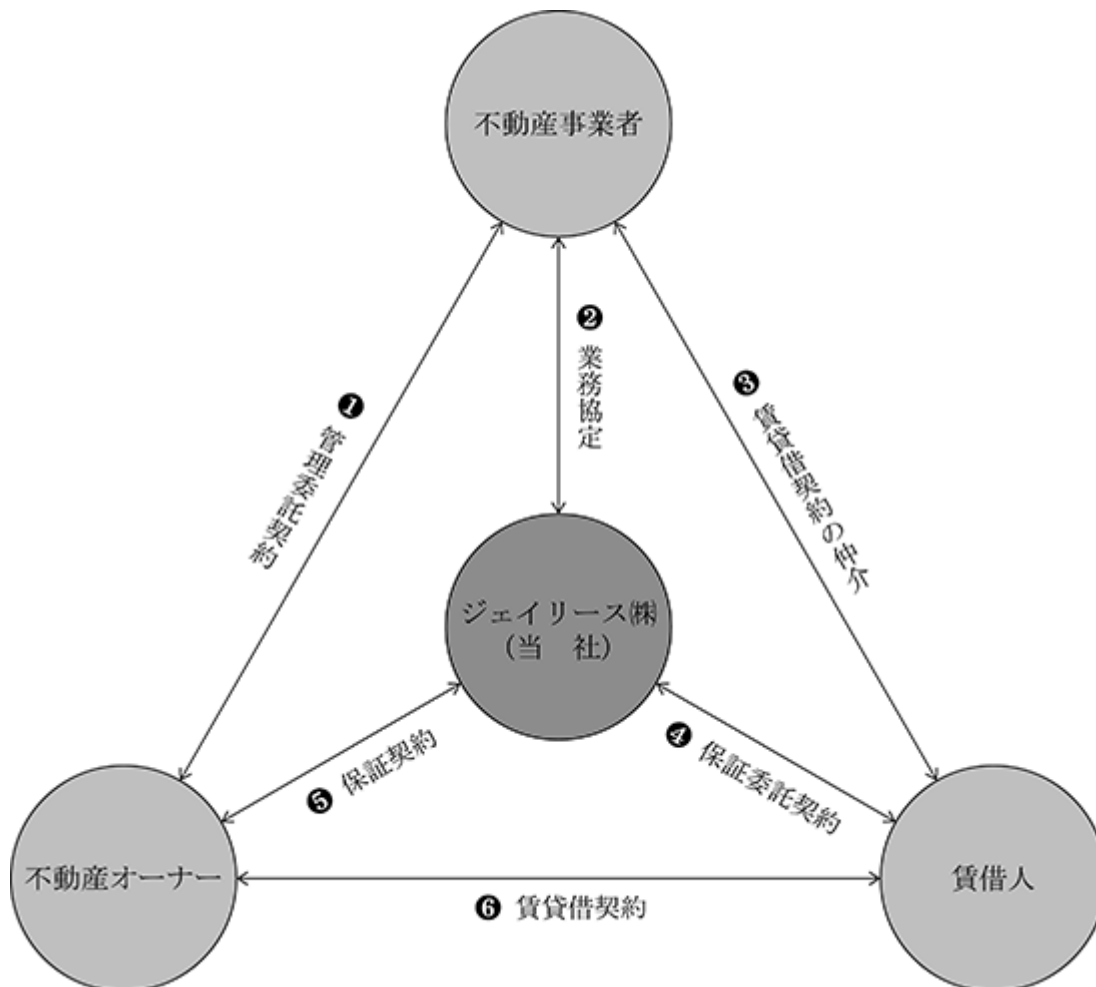 不動産事業者
❶ 管理委託契約
❷ 業務協定
❸ 賃貸借契約の仲介
ジェイリース㈱
(当　社)
❹ 保証委託契約
❺ 保証契約
不動産オーナー
賃借人
❻ 賃貸借契約